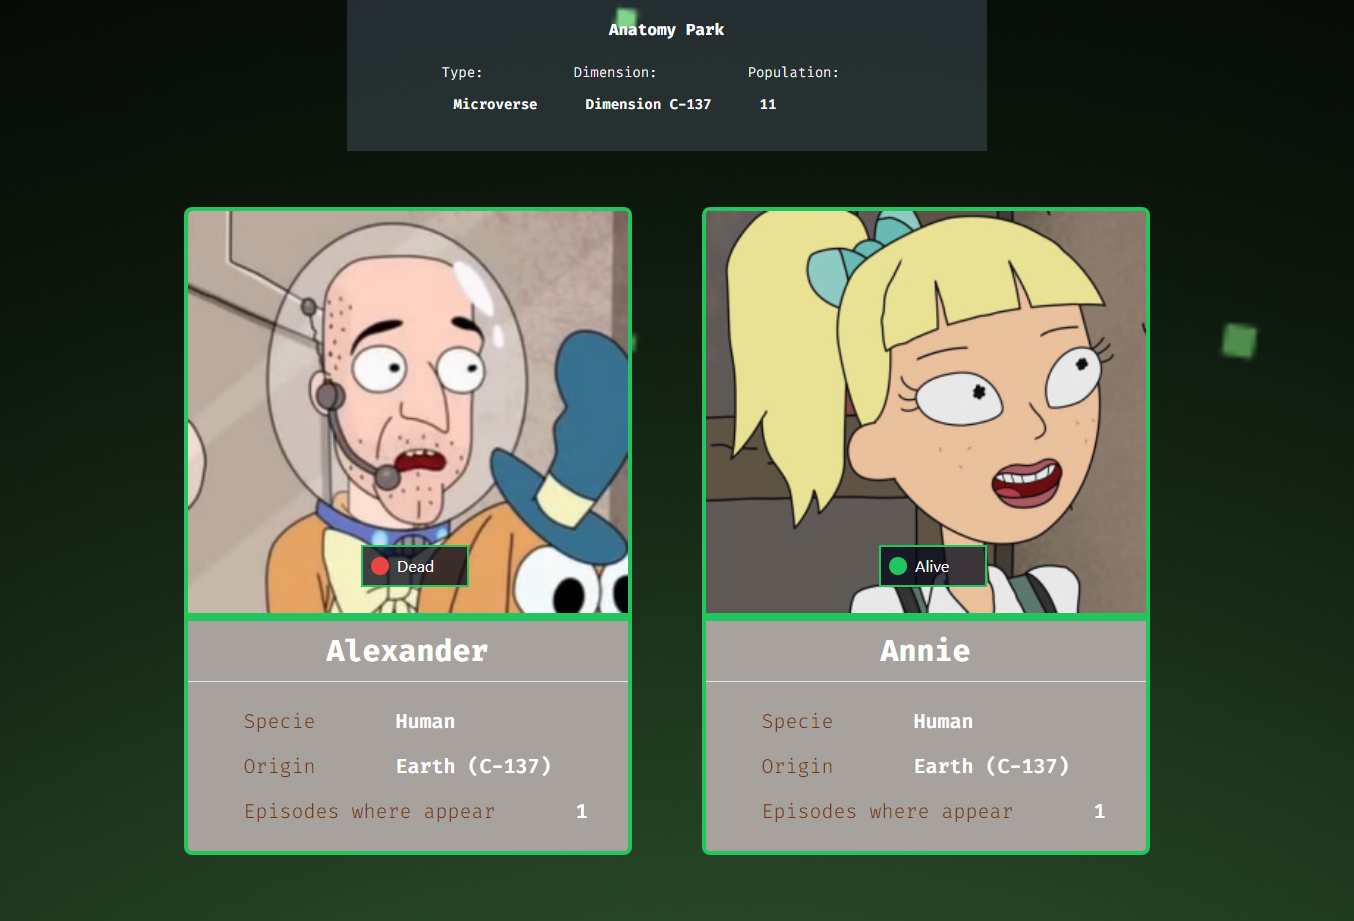 Anatomy Park
Type: Dimension: Population:
Microverse Dimension C-137 11
Dead
Alexander
Specie Human
Origin Earth (C-137)
Episodes where appear 1
Alive
Annie
Specie Human
Origin Earth (C-137)
Episodes where appear 1